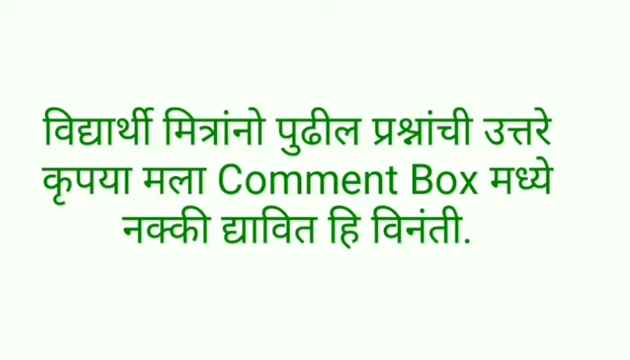 विद्यार्थी मित्रांनो पुढील प्रश्नांची उत्तरे
कृपया मला Comment Box मध्ये
नक्की द्यावित हि विनंती.